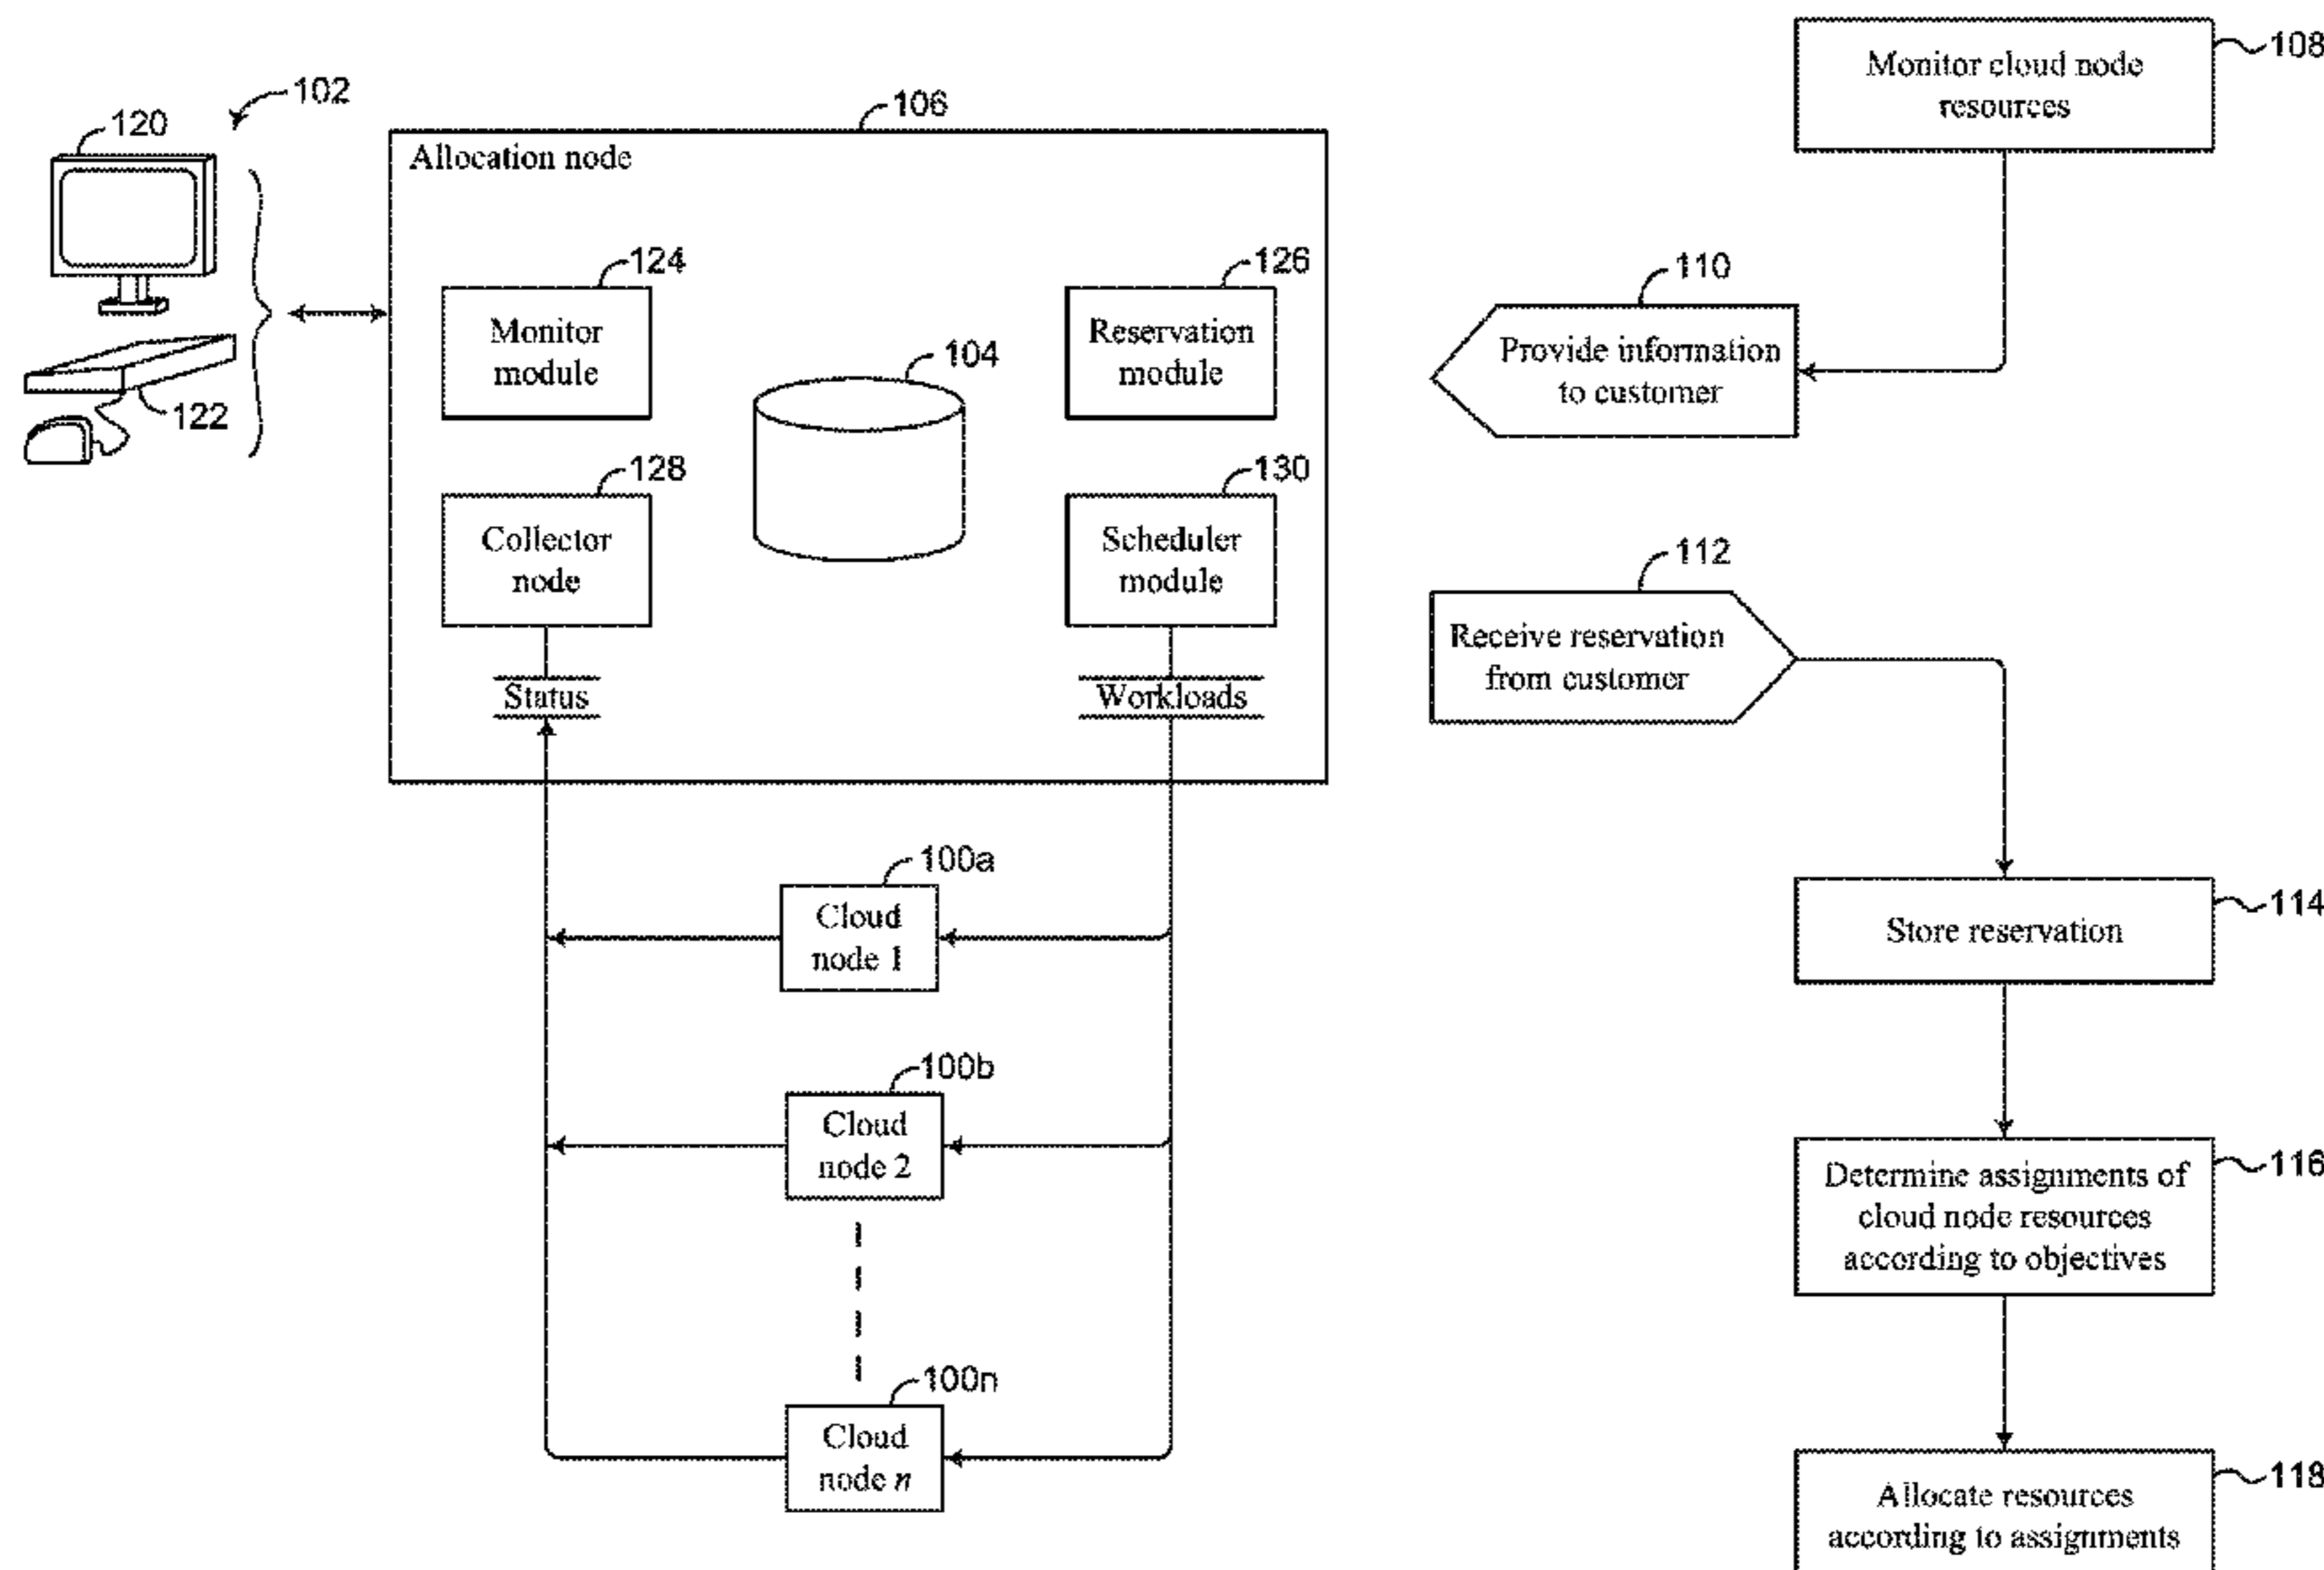 102
120
122
106
Allocation node
124
Monitor
module
104
126
Reservation
module
128
Collector
node
130
Scheduler
module
Status
Workloads
100a
Cloud
node 1
100b
Cloud
node 2
100n
Cloud
node n
108
Monitor cloud node
resources
110
Provide information
to customer
112
Receive reservation
from customer
114
Store reservation
116
Determine assignments of
cloud node resources
according to objectives
118
Allocate resources
according to assignments